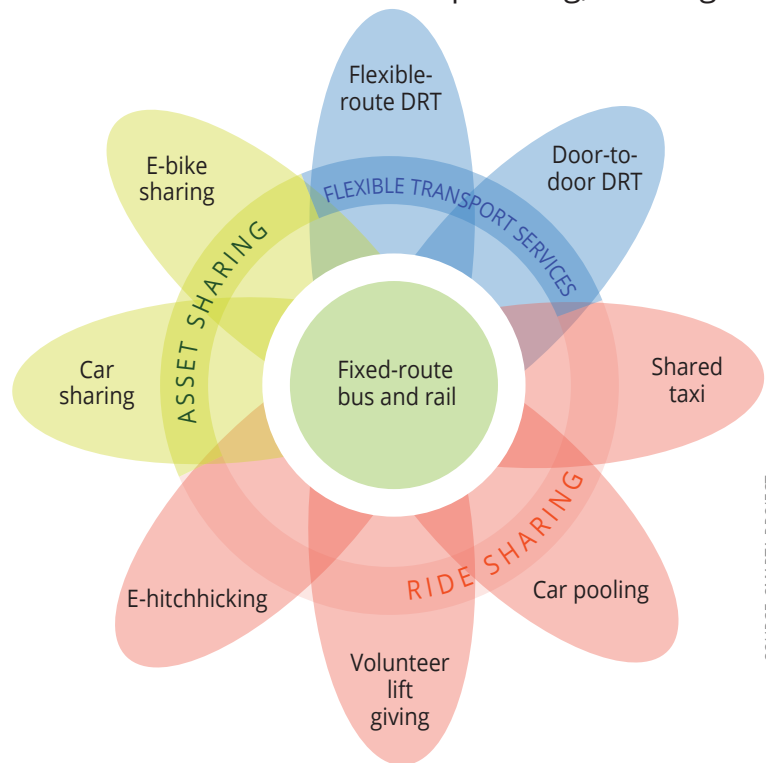 Flexible-
route DRT
Door-to-
door DRT
E-bike
sharing
FLEXIBLE TRANSPORT SERVICES
ASSET SHARING
Car
sharing
Fixed-route
bus and rail
Shared
taxi
RIDE SHARING
E-hitchhicking
Car pooling
Volunteer
lift
giving